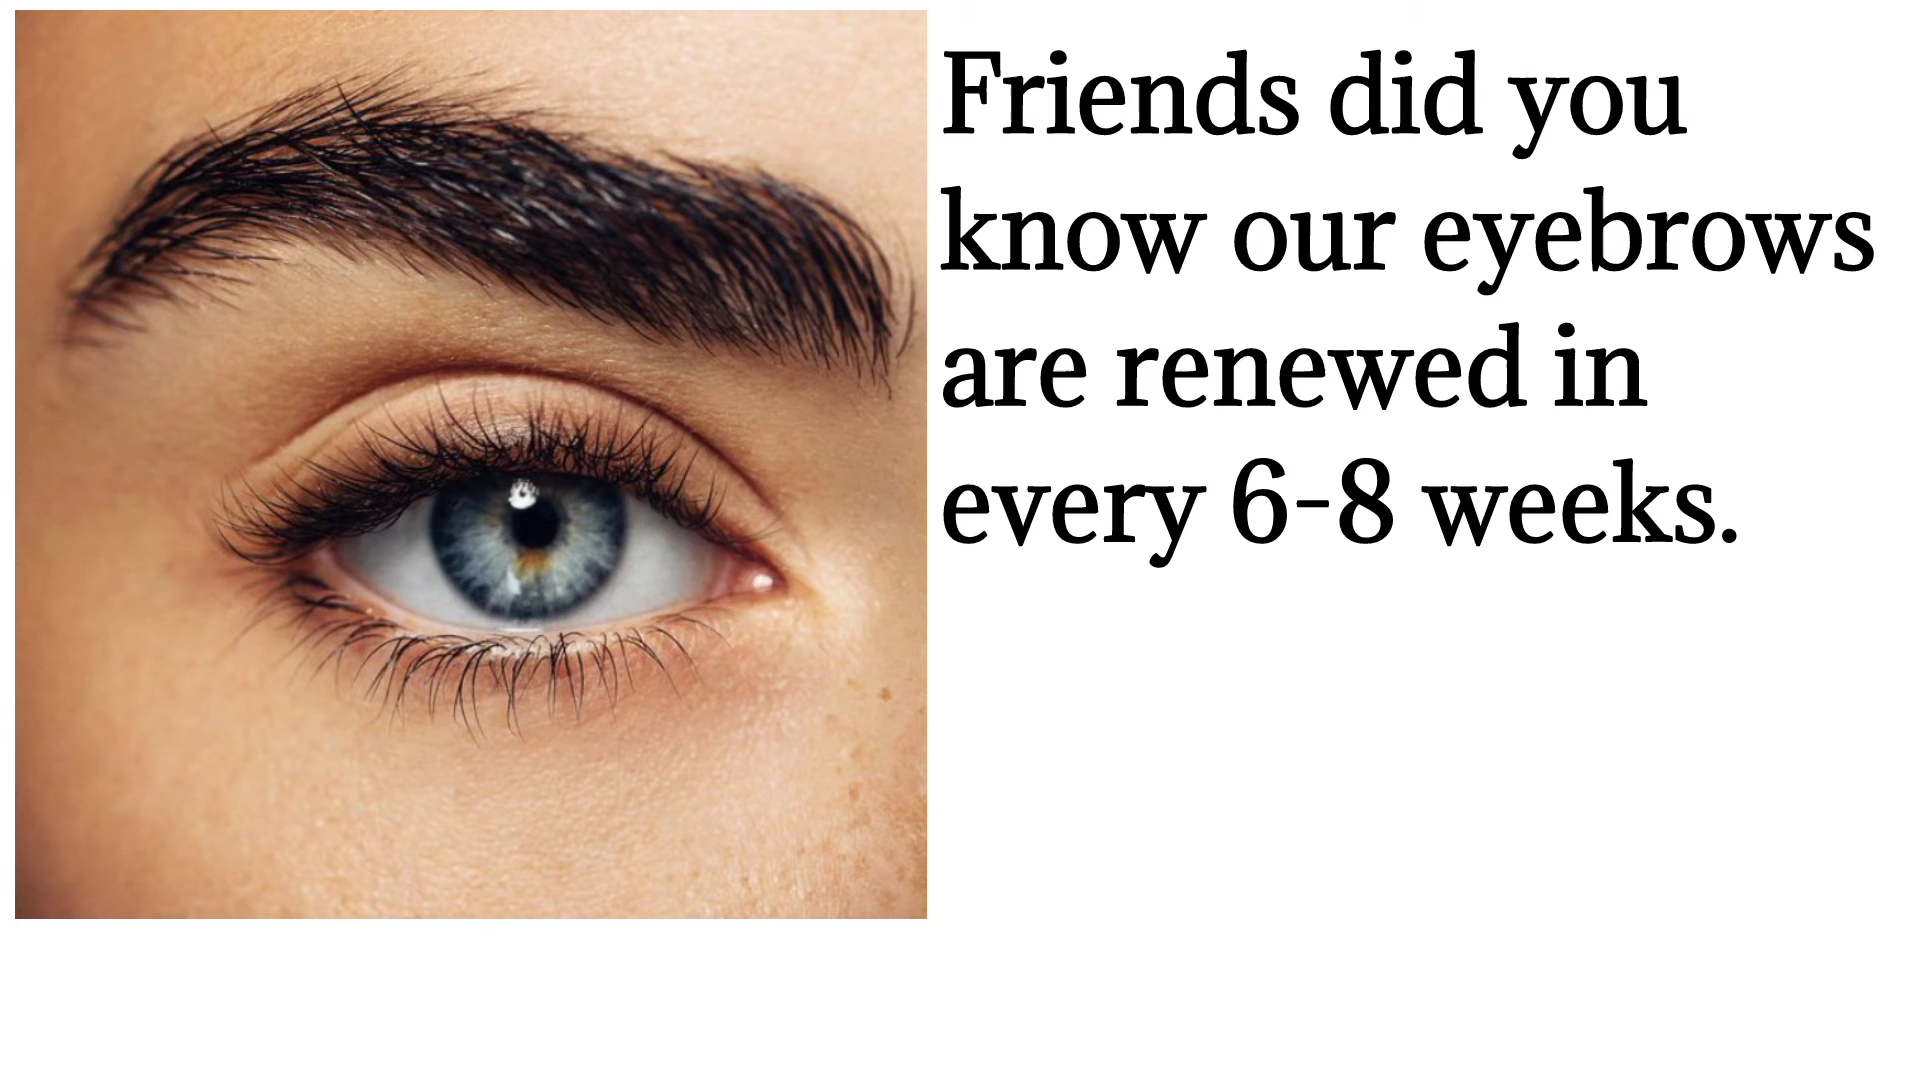 Friends did you
know our eyebrows
are renewed in
every 6-8 weeks.